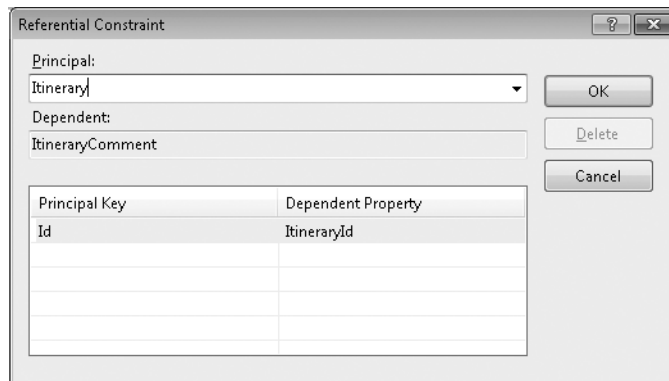 Referential Constraint
Principal:
Itinerary
OK
Dependent:
Delete
ItineraryComment
Cancel
Principal Key Dependent Property
Id ItineraryId